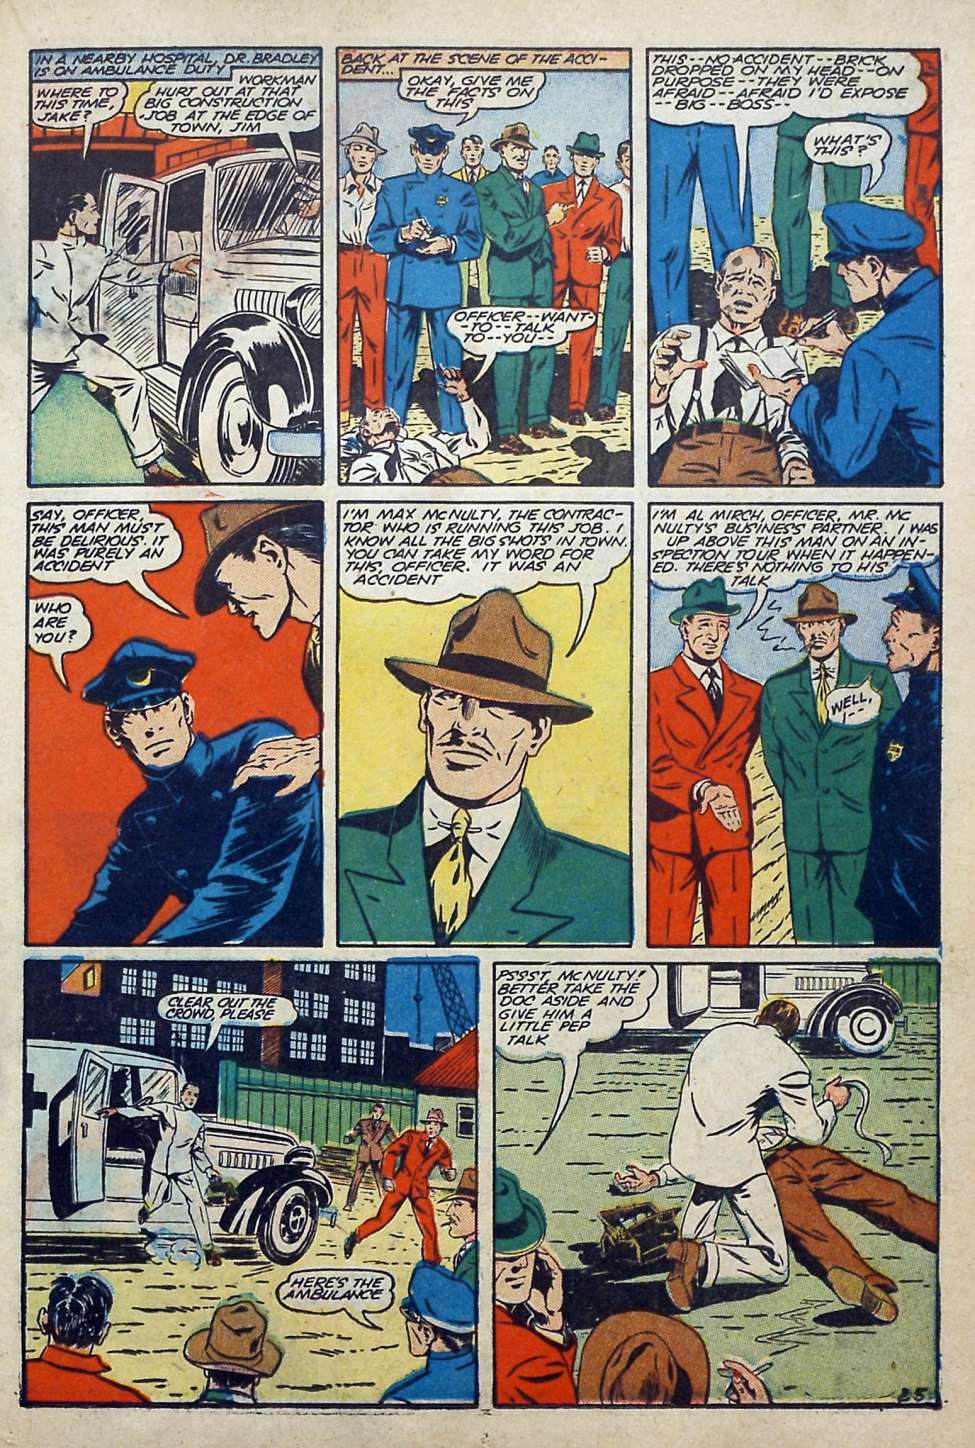 IN A NEARBY HOSPITAL, DR. BRADLEY
IS ON AMBULANCE DUTY
WHERE TO
THIS TIME,
JAKE?
WORKMAN
HURT OUT AT THAT
BIG CONSTRUCTION
JOB AT THE EDGE OF
TOWN, JIM
BACK AT THE SCENE OF THE ACCI-
DENT...
OKAY, GIVE ME
THE FACTS ON
THIS
OFFICER--WANT-
TO--TALK
TO--YOU--
THIS--NO-ACCIDENT--BRICK
DROPPED ON MY HEAD--ON
PURPOSE--THEY WERE
AFRAID--AFRAID I'D EXPOSE
--BIG--BOSS--
WHAT'S
THIS?
SAY, OFFICER,
THIS MAN MUST
BE DELIRIOUS. IT
WAS PURELY AN
ACCIDENT
WHO
ARE
YOU?
I'M MAX MCNULTY, THE CONTRAC-
TOR WHO IS RUNNING THIS JOB. I
KNOW ALL THE BIG SHOTS IN TOWN.
YOU CAN TAKE MY WORD FOR
THIS, OFFICER. IT WAS AN
ACCIDENT
I'M AL MIRCH, OFFICER, MR. MC
NULTY'S BUSINESS PARTNER. I WAS
UP ABOVE THIS MAN ON AN IN-
SPECTION TOUR WHEN IT HAPPEN-
ED. THERE'S NOTHING TO HIS
TALK
WELL,
I--
CLEAR OUT THE
CROWD PLEASE
HERE'S THE
AMBULANCE
PSSST, MCNULTY!
BETTER TAKE THE
DOC ASIDE AND
GIVE HIM A
LITTLE PEP
TALK
25